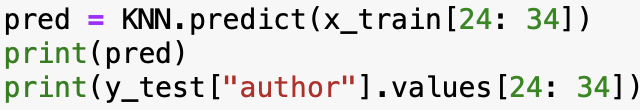 pred = KNN.predict(x_train[24: 34])
print(pred)
print(y_test["author"].values[24: 34])